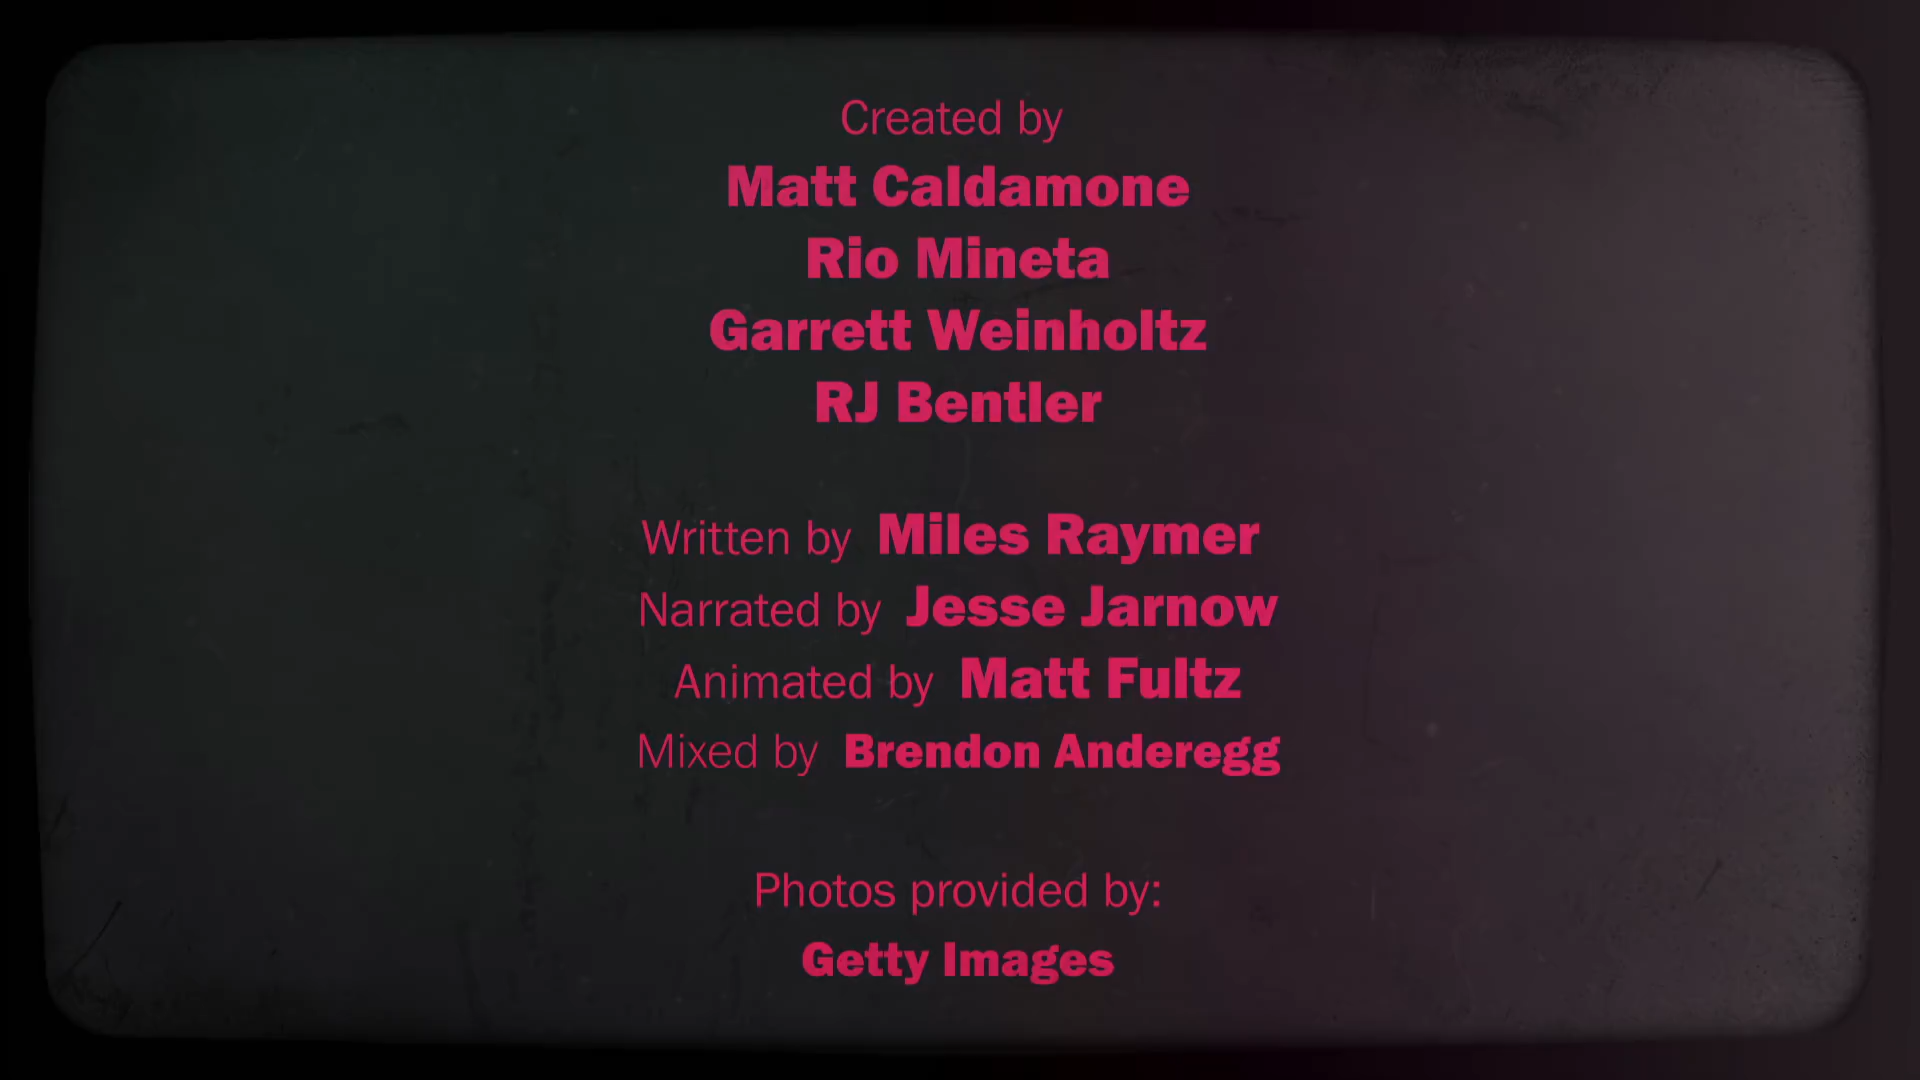 Created by
Matt Caldamone
Rio Mineta
Garrett Weinholtz
RJ Bentler
Written by Miles Raymer
Narrated by Jesse Jarnow
Animated by Matt Fultz
Mixed by Brendon Anderegg
Photos provided by:
Getty Images